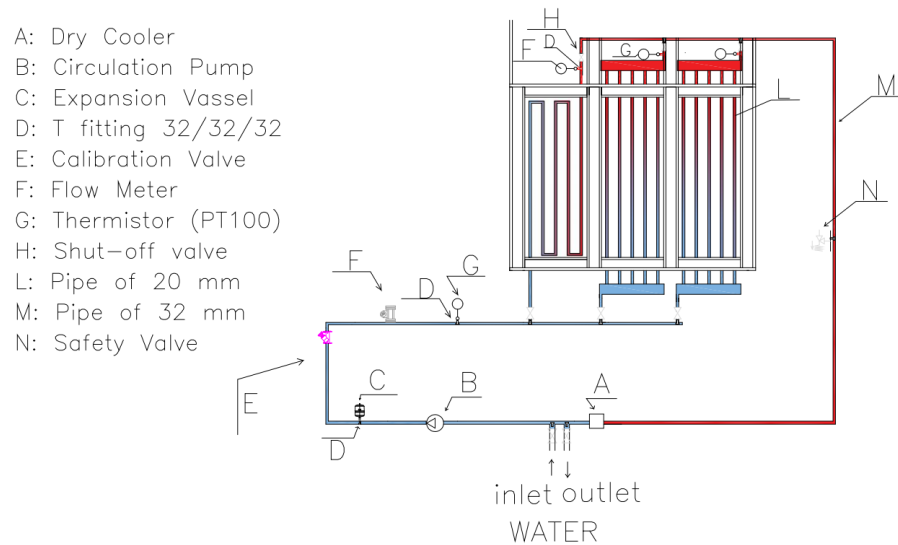 A: Dry Cooler
B: Circulation Pump
C: Expansion Vassel
D: T fitting 32/32/32
E: Calibration Valve
F: Flow Meter
G: Thermistor (PT100)
H: Shut-off valve
L: Pipe of 20 mm
M: Pipe of 32 mm
N: Safety Valve
H
D
F
G
L
M
N
F
G
D
E
C
B
A
D
inlet outlet
WATER